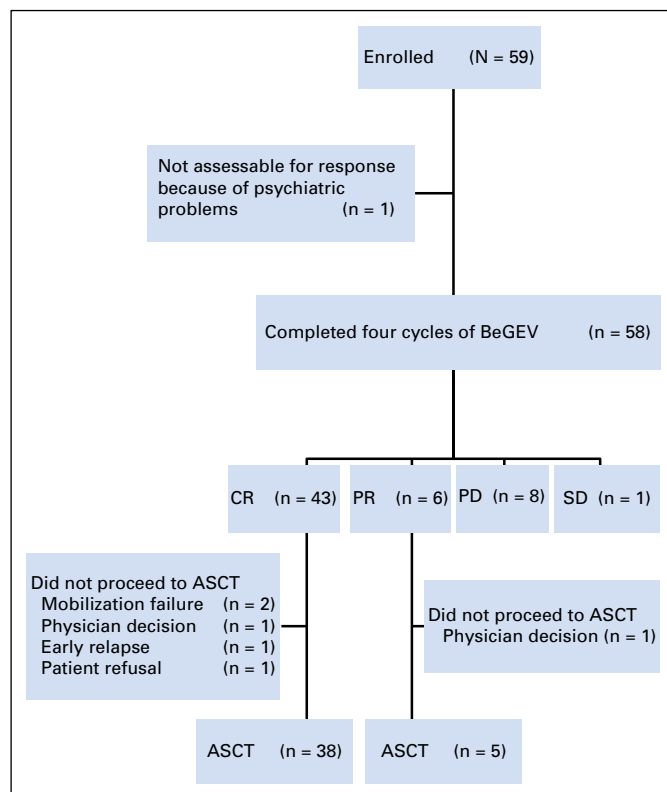 Enrolled (N = 59)
Not assessable for response
because of psychiatric
problems (n = 1)
Completed four cycles of BeGEV (n = 58)
CR (n = 43)
PR (n = 6)
PD (n = 8)
SD (n = 1)
Did not proceed to ASCT
Mobilization failure (n = 2)
Physician decision (n = 1)
Early relapse (n = 1)
Patient refusal (n = 1)
Did not proceed to ASCT
Physician decision (n = 1)
ASCT (n = 38)
ASCT (n = 5)